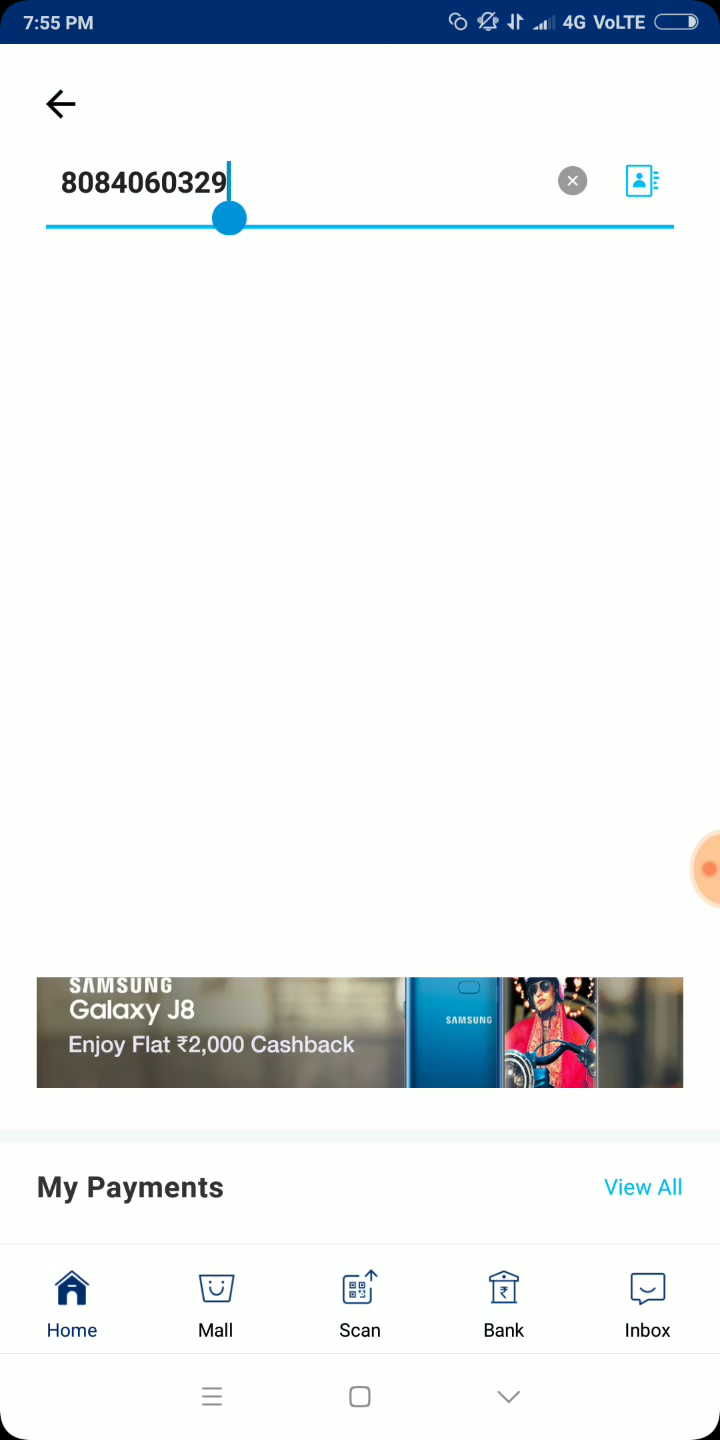 7:55 PM 4G VoLTE
8084060329
SAMSUNG
Galaxy J8
Enjoy Flat ₹2,000 Cashback
SAMSUNG
My Payments View All
Home Mall Scan Bank Inbox